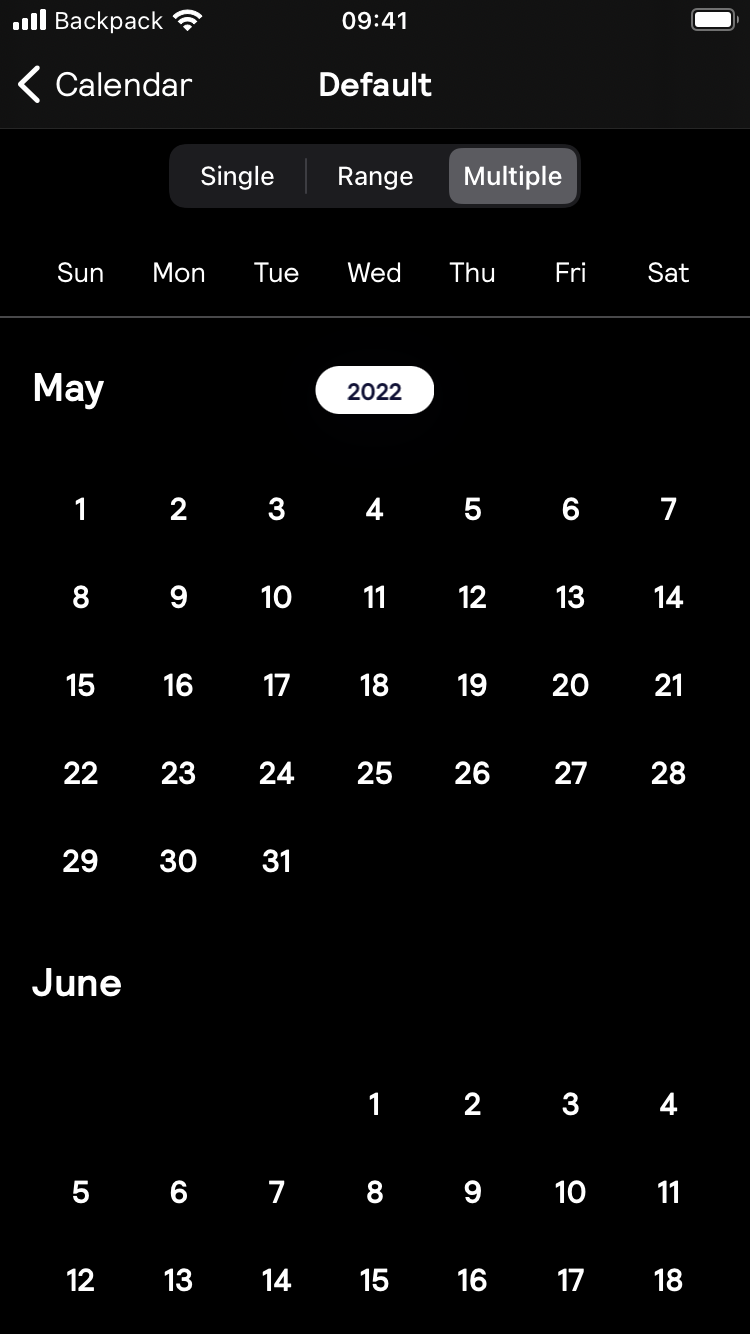 Backpack 09:41
Calendar Default
Single Range Multiple
Sun Mon Tue Wed Thu Fri Sat
May 2022
1 2 3 4 5 6 7
8 9 10 11 12 13 14
15 16 17 18 19 20 21
22 23 24 25 26 27 28
29 30 31
June
1 2 3 4
5 6 7 8 9 10 11
12 13 14 15 16 17 18